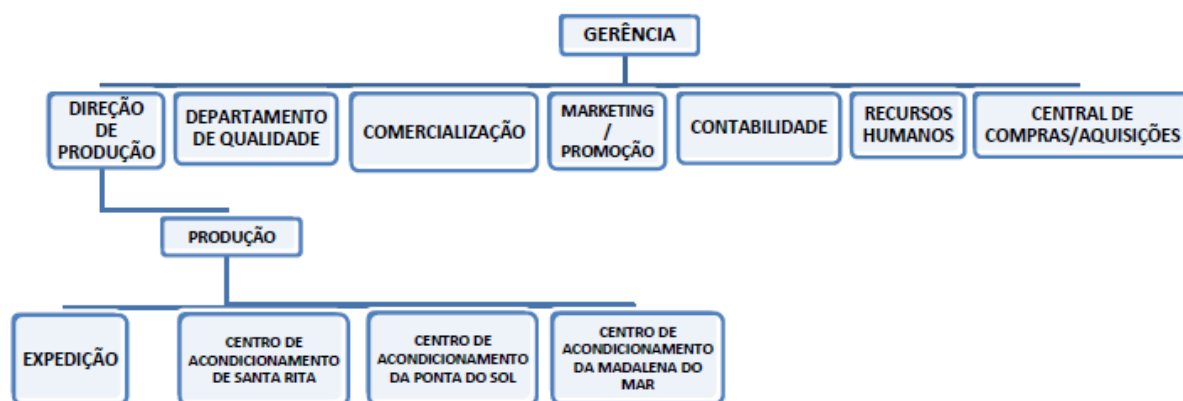 GERÊNCIA
DIREÇÃO
DE
PRODUÇÃO
DEPARTAMENTO
DE QUALIDADE
COMERCIALIZAÇÃO
MARKETING
/
PROMOÇÃO
CONTABILIDADE
RECURSOS
HUMANOS
CENTRAL DE
COMPRAS/AQUISIÇÕES
PRODUÇÃO
EXPEDIÇÃO
CENTRO DE
ACONDICIONAMENTO
DE SANTA RITA
CENTRO DE
ACONDICIONAMENTO
DA PONTA DO SOL
CENTRO DE
ACONDICIONAMENTO
DA MADALENA DO
MAR